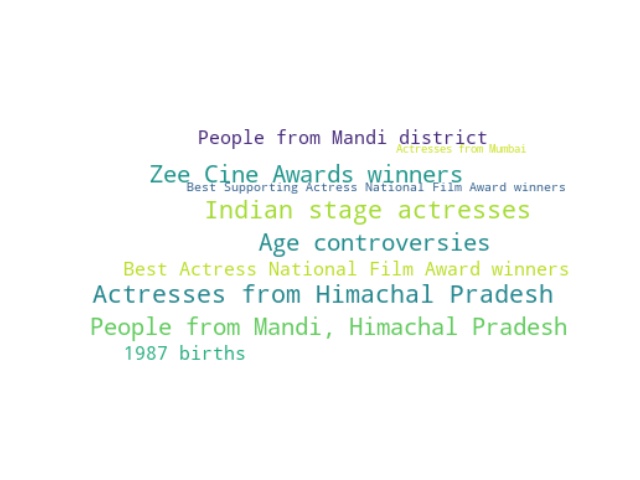 People from Mandi district
Actresses from Mumbai
Zee Cine Awards winners
Best Supporting Actress National Film Award winners
Indian stage actresses
Age controversies
Best Actress National Film Award winners
Actresses from Himachal Pradesh
People from Mandi, Himachal Pradesh
1987 births